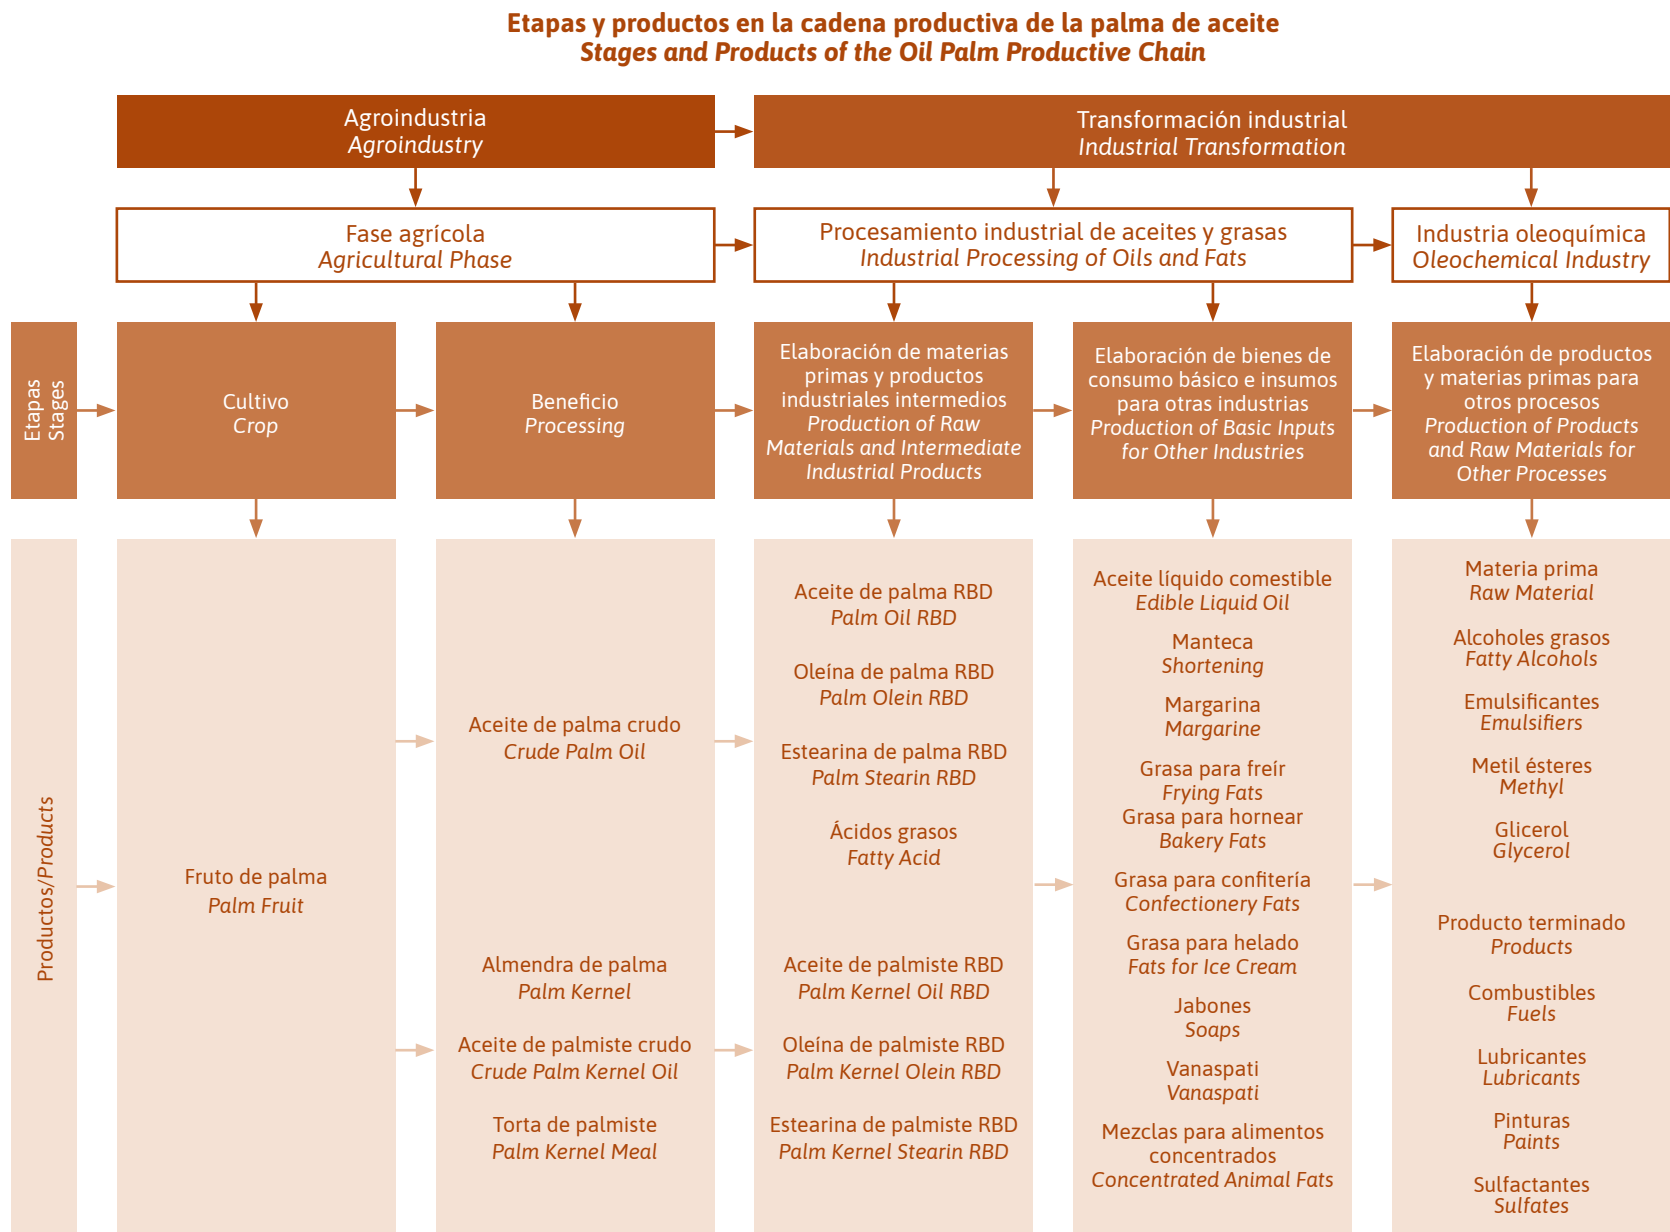 Etapas y productos en la cadena productiva de la palma de aceite
Stages and Products of the Oil Palm Productive Chain
Agroindustria
Agroindustry
Transformación industrial
Industrial Transformation
Fase agrícola
Agricultural Phase
Procesamiento industrial de aceites y grasas
Industrial Processing of Oils and Fats
Industria oleoquímica
Oleochemical Industry
Etapas
Stages
Cultivo
Crop
Beneficio
Processing
Elaboración de materias
primas y productos
industriales intermedios
Production of Raw
Materials and Intermediate
Industrial Products
Elaboración de bienes de
consumo básico e insumos
para otras industrias
Production of Basic Inputs
for Other Industries
Elaboración de productos
y materias primas para
otros procesos
Production of Products
and Raw Materials for
Other Processes
Productos/Products
Fruto de palma
Palm Fruit
Aceite de palma crudo
Crude Palm Oil
Almendra de palma
Palm Kernel
Aceite de palmiste crudo
Crude Palm Kernel Oil
Torta de palmiste
Palm Kernel Meal
Aceite de palma RBD
Palm Oil RBD
Oleína de palma RBD
Palm Olein RBD
Estearina de palma RBD
Palm Stearin RBD
Ácidos grasos
Fatty Acid
Aceite de palmiste RBD
Palm Kernel Oil RBD
Oleína de palmiste RBD
Palm Kernel Olein RBD
Estearina de palmiste RBD
Palm Kernel Stearin RBD
Aceite líquido comestible
Edible Liquid Oil
Manteca
Shortening
Margarina
Margarine
Grasa para freír
Frying Fats
Grasa para hornear
Bakery Fats
Grasa para confitería
Confectionery Fats
Grasa para helado
Fats for Ice Cream
Jabones
Soaps
Vanaspati
Vanaspati
Mezclas para alimentos
concentrados
Concentrated Animal Fats
Materia prima
Raw Material
Alcoholes grasos
Fatty Alcohols
Emulsificantes
Emulsifiers
Metil ésteres
Methyl
Glicerol
Glycerol
Producto terminado
Products
Combustibles
Fuels
Lubricantes
Lubricants
Pinturas
Paints
Sulfactantes
Sulfates